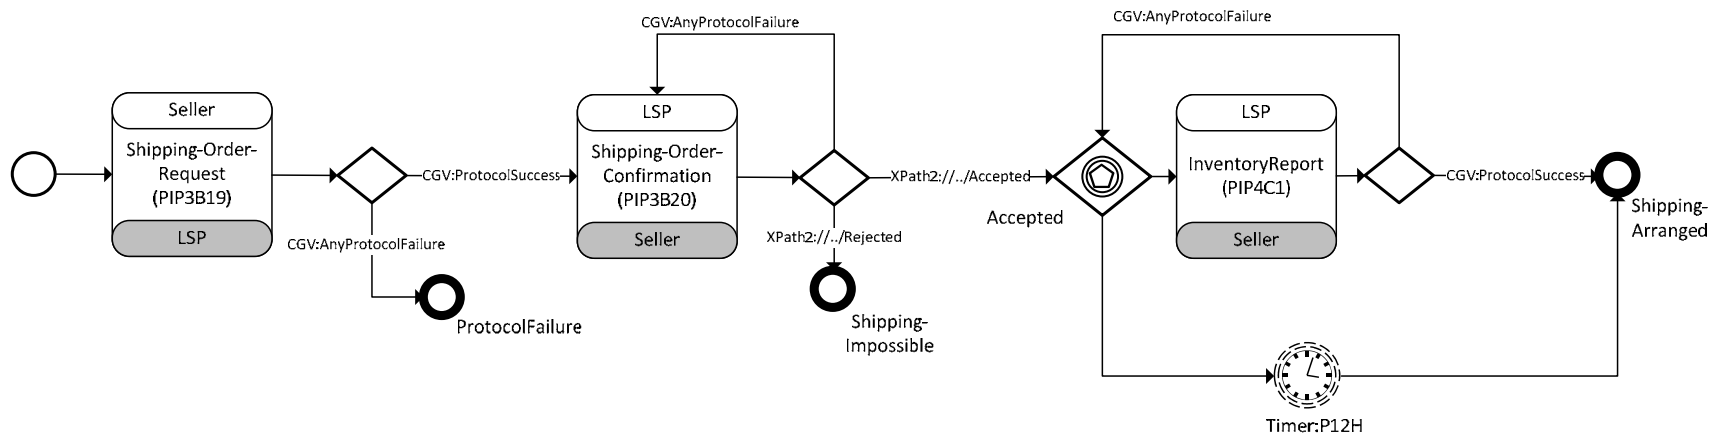 Seller
Shipping-Order-
Request
(PIP3B19)
LSP
CGV:ProtocolSuccess
CGV:AnyProtocolFailure
ProtocolFailure
CGV:AnyProtocolFailure
LSP
Shipping-Order-
Confirmation
(PIP3B20)
Seller
XPath2://../Accepted
XPath2://../Rejected
Shipping-
Impossible
CGV:AnyProtocolFailure
Accepted
LSP
InventoryReport
(PIP4C1)
Seller
CGV:ProtocolSuccess
Shipping-
Arranged
Timer:P12H